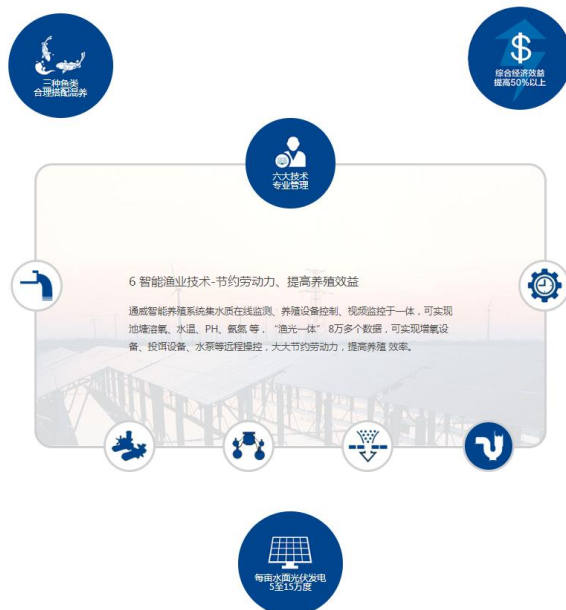 三种鱼类
合理搭配混养
综合经济效益
提高50%以上
六大技术
专业管理
6 智能渔业技术-节约劳动力、提高养殖效益
通威智能养殖系统集水质在线监测、养殖设备控制、视频监控于一体，可实现
池塘溶氧、水温、PH、氨氮 等，“渔光一体” 8万多个数据，可实现增氧设
备、投饵设备、水泵等远程操控，大大节约劳动力，提高养殖 效率。
每亩水面光伏发电
5至15万度